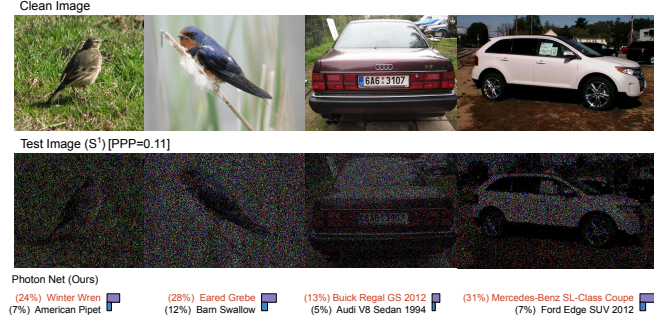 Clean Image
6A6:3107
Test Image (S¹) [PPP=0.11]
6A6:3107
Photon Net (Ours)
(24%) Winter Wren
(7%) American Pipet
(28%) Eared Grebe
(12%) Barn Swallow
(13%) Buick Regal GS 2012
(5%) Audi V8 Sedan 1994
(31%) Mercedes-Benz SL-Class Coupe
(7%) Ford Edge SUV 2012